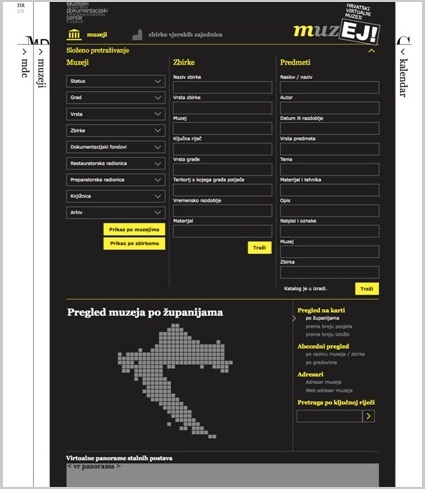 HR
EN
muzejski
dokumentacijski
centar
muzeji
zbirke vjerskih zajednica
HRVATSKI
VIRTUALNI
MUZEJI
muzEJ!
mdc
muzeji
kalendar
Složeno pretraživanje
Muzeji
Status
Grad
Vrsta
Zbirke
Dokumentacijski fondovi
Restauratorska radionica
Preparatorska radionica
Knjižnica
Arhiv
Prikaz po muzejima
Prikaz po zbirkama
Zbirke
Naziv zbirke
Vrsta zbirke
Muzej
Ključna riječ
Vrsta građe
Teritorij s kojega građa potječe
Vremensko razdoblje
Materijal
Traži
Predmeti
Naslov / naziv
Autor
Datum ili razdoblje
Vrsta predmeta
Tema
Materijal i tehnika
Opis
Natpisi i oznake
Muzej
Zbirka
Katalog je u izradi.
Traži
Pregled muzeja po županijama
Pregled na karti
po županijama
prema broju posjeta
prema broju izložbi
Abecedni pregled
po nazivu muzeja / zbirke
po gradovima
Adresari
Adresar muzeja
Web adresar muzeja
Pretraga po ključnoj riječi
Virtualne panorame stalnih postava
< vr panorama >